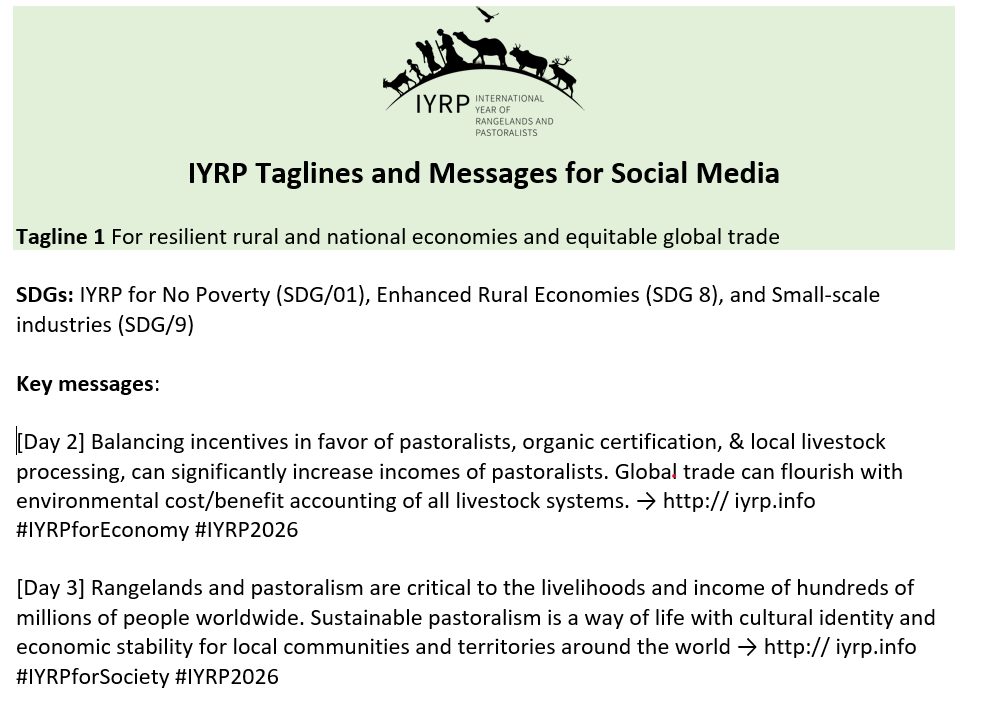 IYRP INTERNATIONAL
YEAR OF
RANGELANDS AND
PASTORALISTS
IYRP Taglines and Messages for Social Media
Tagline 1 For resilient rural and national economies and equitable global trade
SDGs: IYRP for No Poverty (SDG/01), Enhanced Rural Economies (SDG 8), and Small-scale
industries (SDG/9)
Key messages:
[Day 2] Balancing incentives in favor of pastoralists, organic certification, & local livestock
processing, can significantly increase incomes of pastoralists. Global trade can flourish with
environmental cost/benefit accounting of all livestock systems. → http:// iyrp.info
#IYRPforEconomy #IYRP2026
[Day 3] Rangelands and pastoralism are critical to the livelihoods and income of hundreds of
millions of people worldwide. Sustainable pastoralism is a way of life with cultural identity and
economic stability for local communities and territories around the world → http:// iyrp.info
#IYRPforSociety #IYRP2026